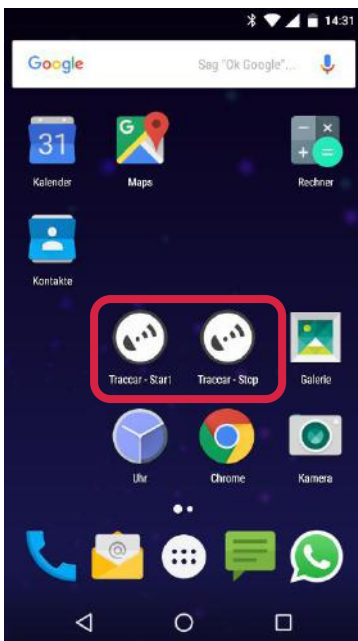 14:31
Google Sag "Ok Google"...
31 G
Kalender Maps Rechner
Kontakte
Traccar - Start Traccar - Stop Galerie
Uhr Chrome Kamera
@